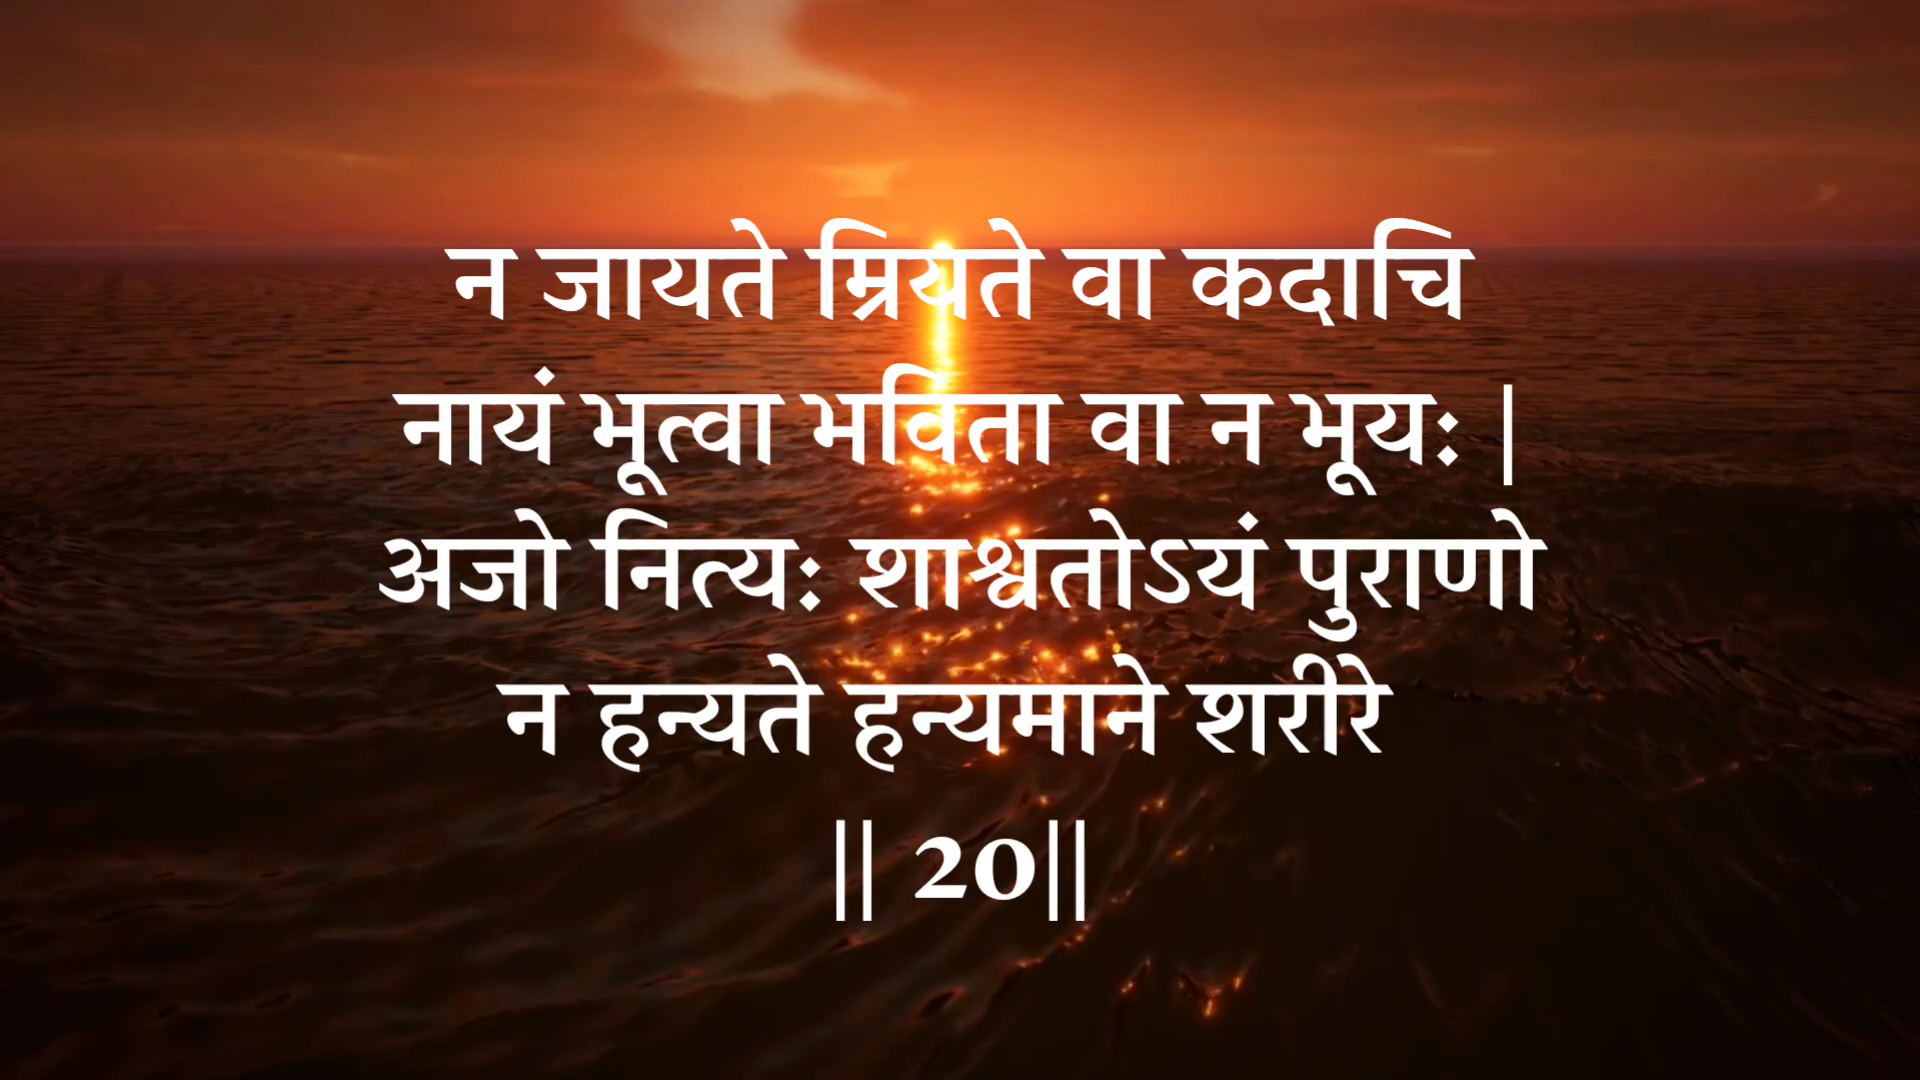 न जायते म्रियते वा कदाचि
नायं भूत्वा भविता वा न भूयः |
अजो नित्यः शाश्वतोऽयं पुराणो
न हन्यते हन्यमाने शरीरे
|| 20||